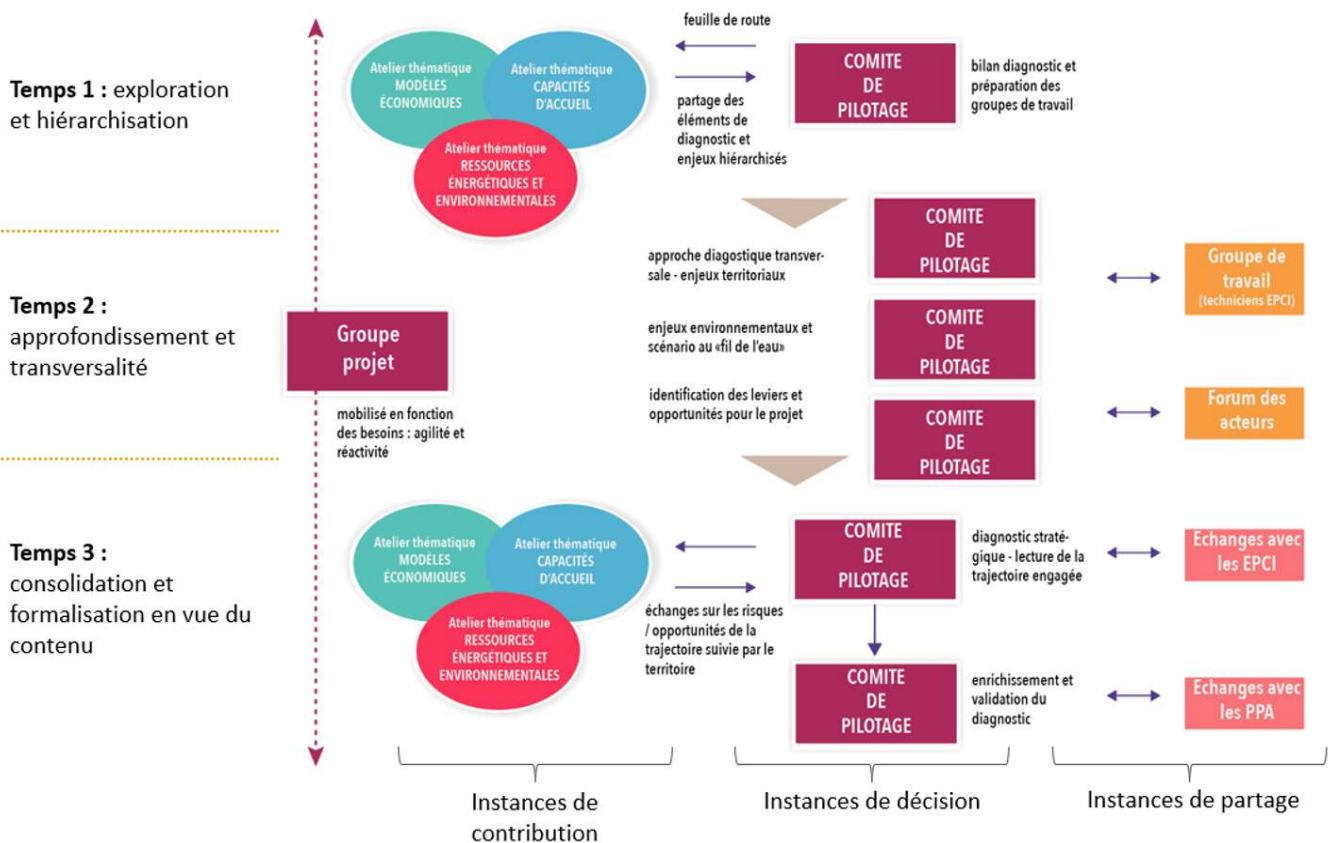 Temps 1 : exploration
et hiérarchisation
Atelier thématique
MODÈLES
ÉCONOMIQUES
Atelier thématique
CAPACITÉS
D'ACCUEIL
Atelier thématique
RESSOURCES
ÉNERGÉTIQUES ET
ENVIRONNEMENTALES
feuille de route
partage des
éléments de
diagnostic et
enjeux hiérarchisés
COMITE
DE
PILOTAGE
bilan diagnostic et
préparation des
groupes de travail
Temps 2 :
approfondissement et
transversalité
Groupe
projet
mobilisé en fonction
des besoins : agilité et
réactivité
approche diagostique transver-
sale - enjeux territoriaux
COMITE
DE
PILOTAGE
Groupe de
travail
(techniciens EPCI)
enjeux environnementaux et
scénario au «fil de l'eau»
COMITE
DE
PILOTAGE
identification des leviers et
opportunités pour le projet
COMITE
DE
PILOTAGE
Forum des
acteurs
Temps 3 :
consolidation et
formalisation en vue du
contenu
Atelier thématique
MODÈLES
ÉCONOMIQUES
Atelier thématique
CAPACITÉS
D'ACCUEIL
Atelier thématique
RESSOURCES
ÉNERGÉTIQUES ET
ENVIRONNEMENTALES
échanges sur les risques
/ opportunités de la
trajectoire suivie par le
territoire
COMITE
DE
PILOTAGE
diagnostic straté-
gique - lecture de la
trajectoire engagée
Echanges avec
les EPCI
COMITE
DE
PILOTAGE
enrichissement et
validation du
diagnostic
Echanges avec
les PPA
Instances de
contribution
Instances de décision
Instances de partage